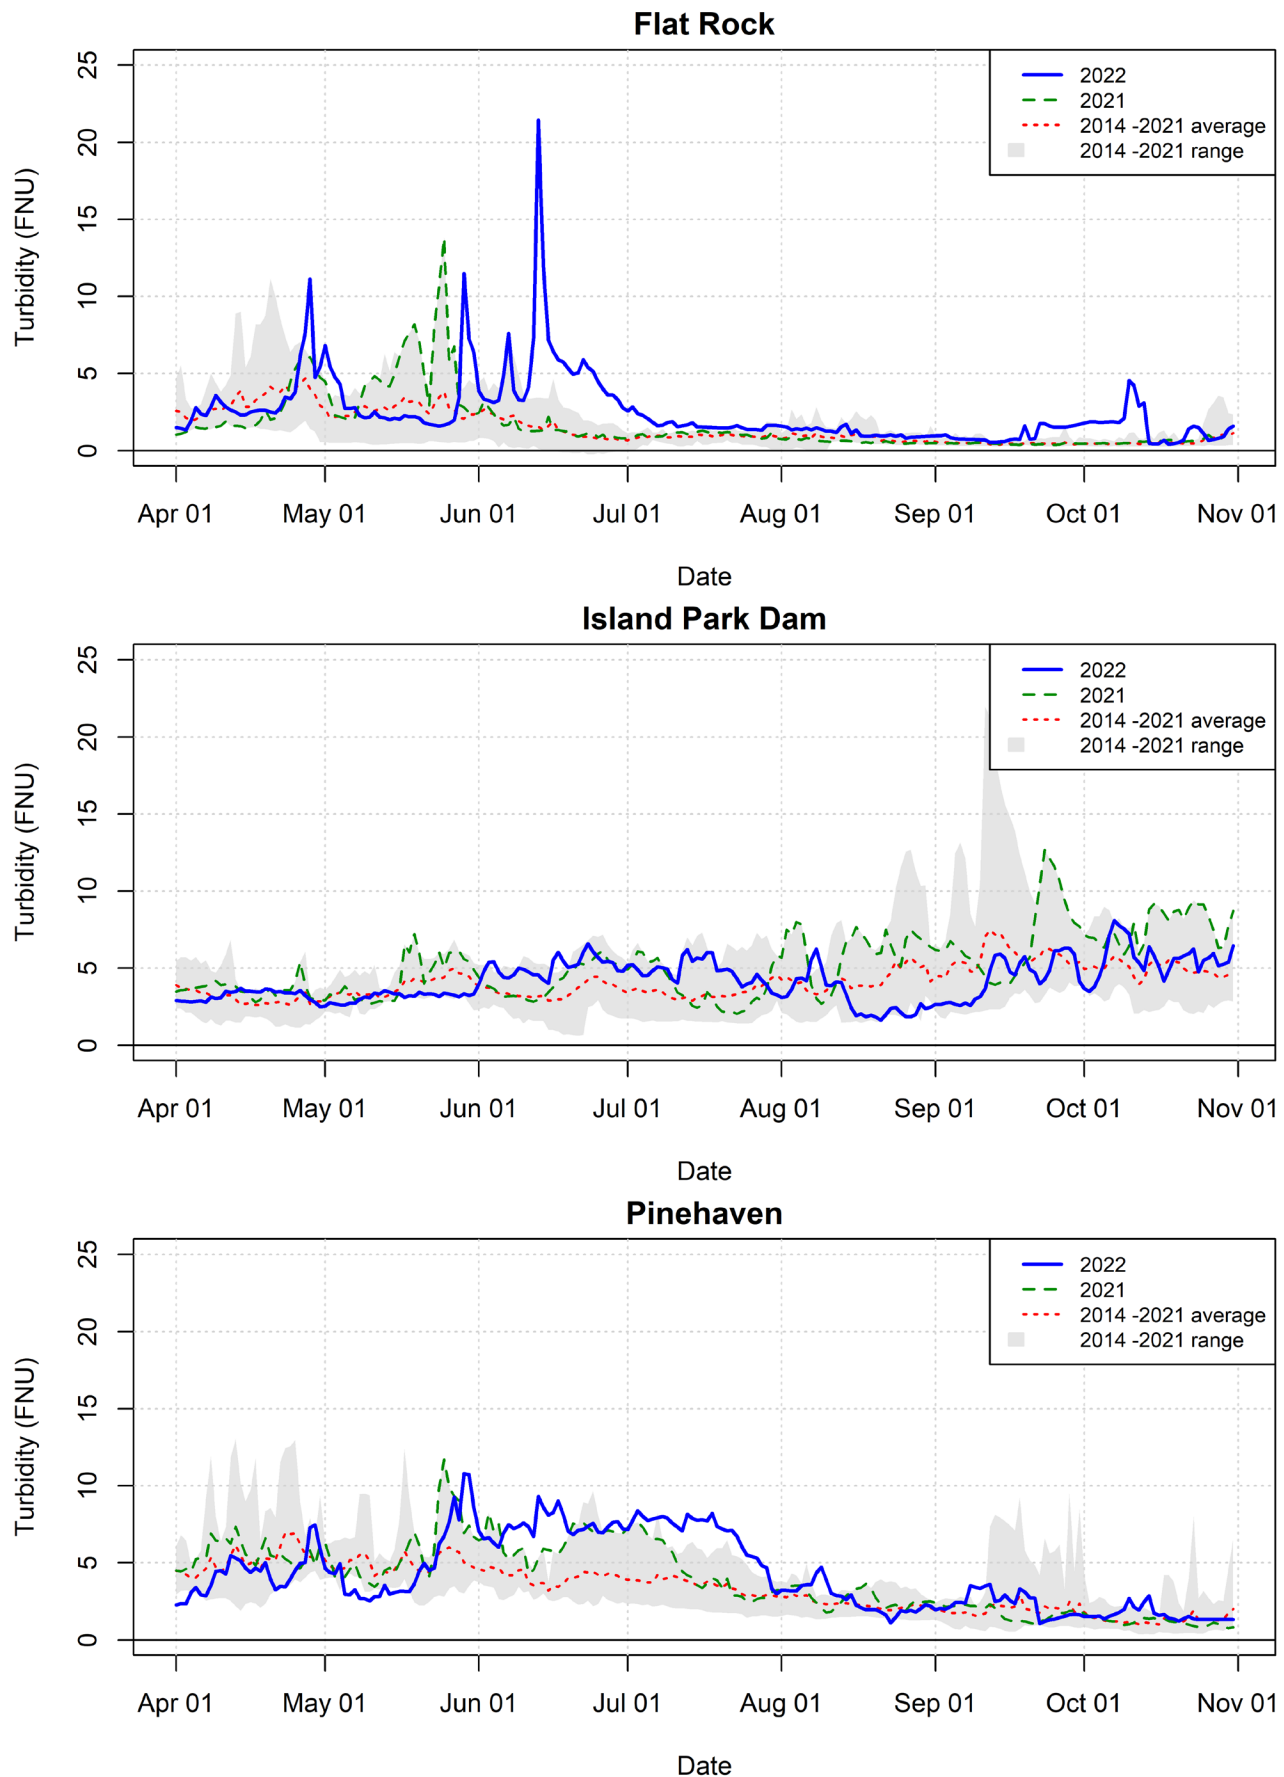 Flat Rock
Turbidity (FNU)
25
20
15
10
5
0
2022
2021
2014 -2021 average
2014 -2021 range
Apr 01 May 01 Jun 01 Jul 01 Aug 01 Sep 01 Oct 01 Nov 01
Date
Island Park Dam
Turbidity (FNU)
25
20
15
10
5
0
2022
2021
2014 -2021 average
2014 -2021 range
Apr 01 May 01 Jun 01 Jul 01 Aug 01 Sep 01 Oct 01 Nov 01
Date
Pinehaven
Turbidity (FNU)
25
20
15
10
5
0
2022
2021
2014 -2021 average
2014 -2021 range
Apr 01 May 01 Jun 01 Jul 01 Aug 01 Sep 01 Oct 01 Nov 01
Date